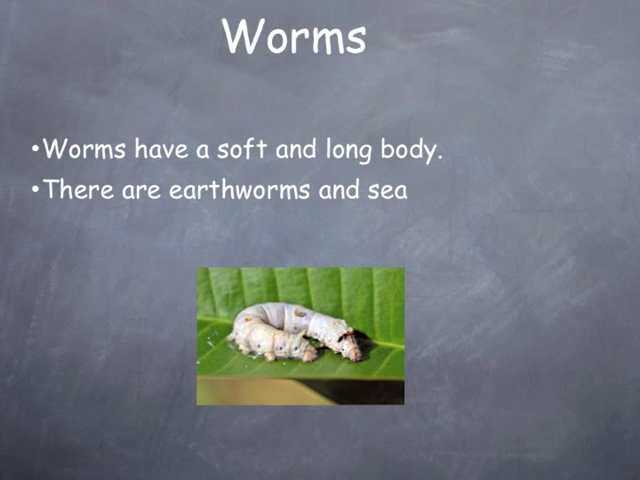 Worms
•Worms have a soft and long body.
•There are earthworms and sea